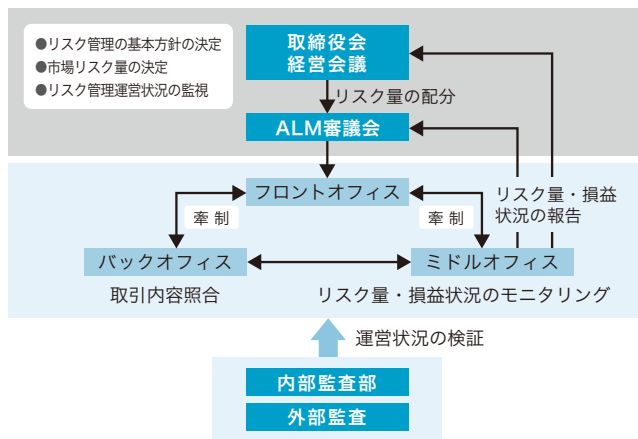 ●リスク管理の基本方針の決定
●市場リスク量の決定
●リスク管理運営状況の監視
取締役会
経営会議
リスク量の配分
ALM審議会
フロントオフィス
牽制
牽制
リスク量・損益
状況の報告
バックオフィス
ミドルオフィス
取引内容照合
リスク量・損益状況のモニタリング
運営状況の検証
内部監査部
外部監査